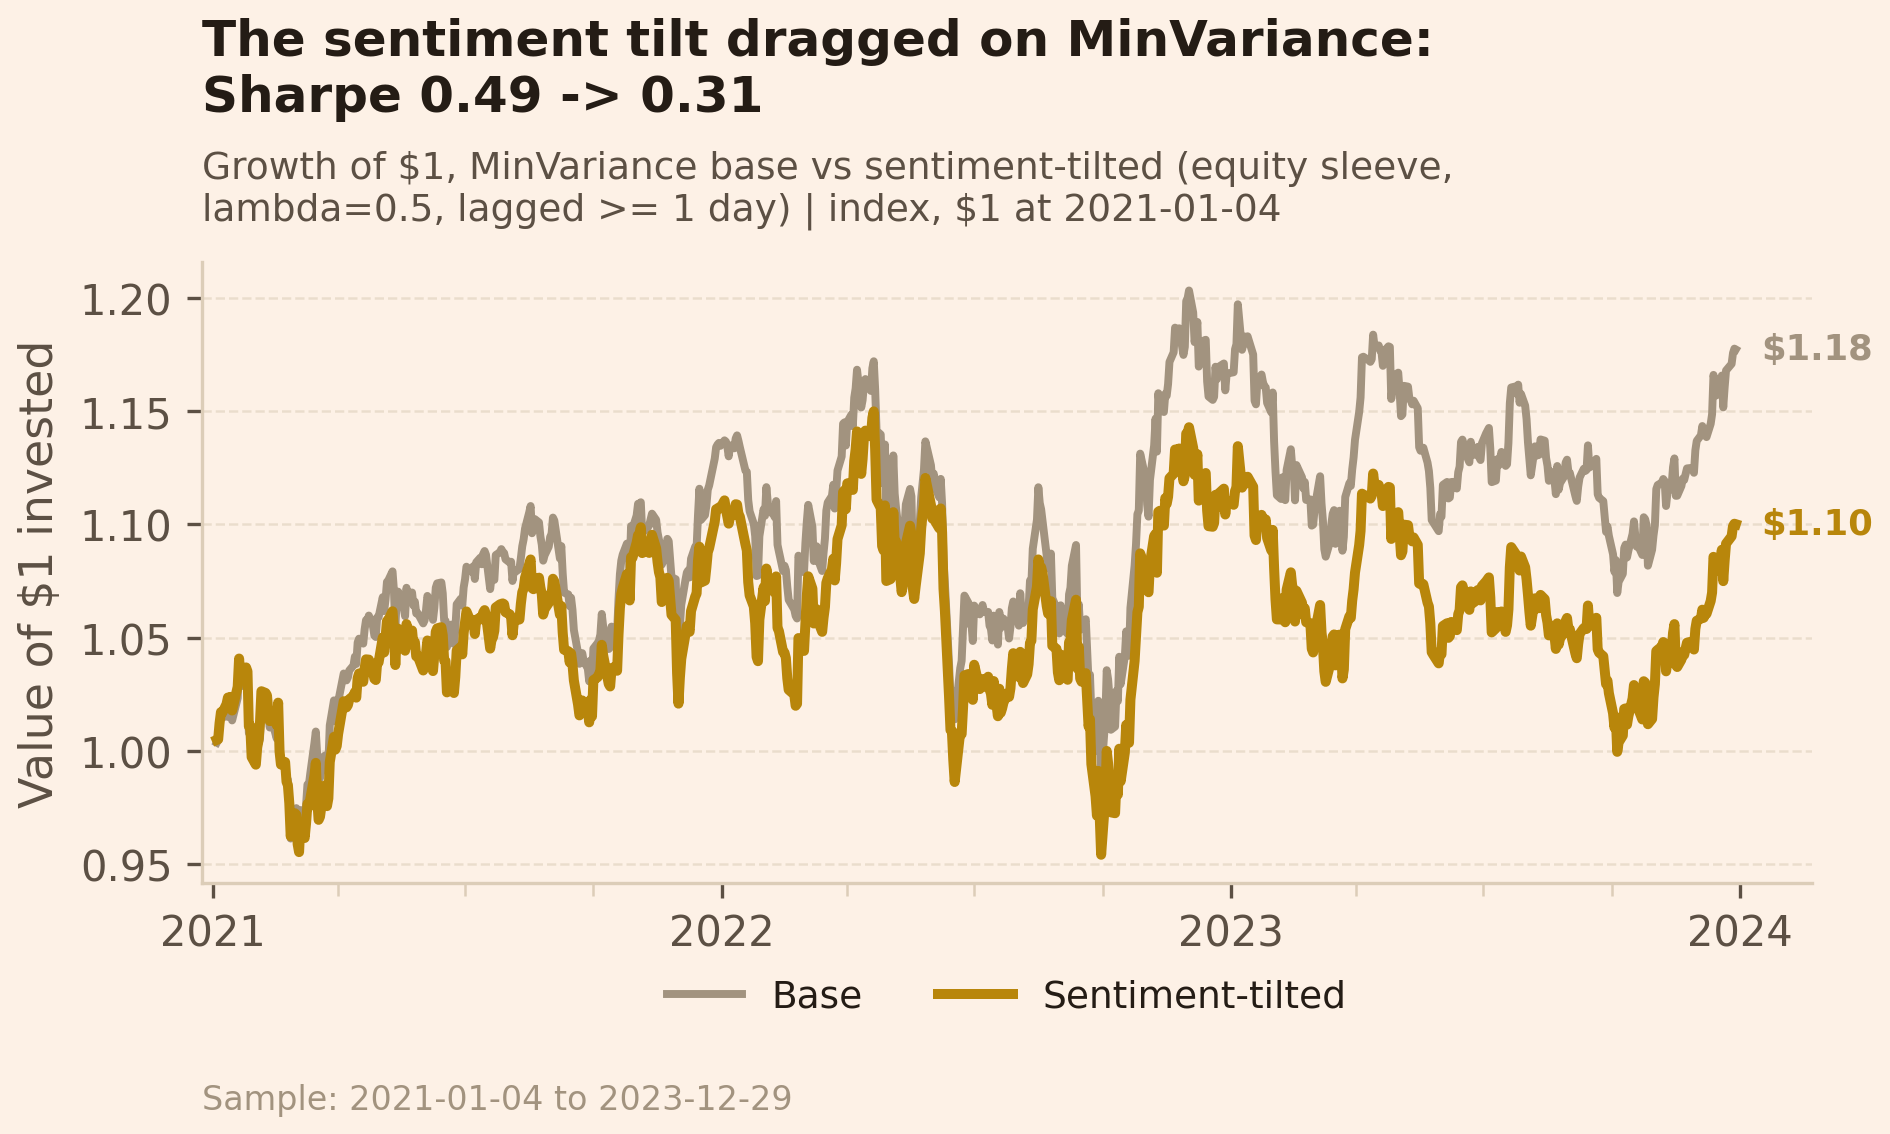 The sentiment tilt dragged on MinVariance:
Sharpe 0.49 -> 0.31
Growth of $1, MinVariance base vs sentiment-tilted (equity sleeve,
lambda=0.5, lagged >= 1 day) | index, $1 at 2021-01-04
Value of $1 invested
1.20
1.15
1.10
1.05
1.00
0.95
$1.18
$1.10
2021
2022
2023
2024
Base
Sentiment-tilted
Sample: 2021-01-04 to 2023-12-29